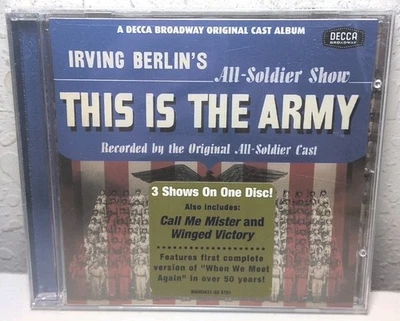 A DECCA BROADWAY ORIGINAL CAST ALBUM
DECCA
BROADWAY
IRVING BERLIN'S
All-Soldier Show
THIS IS THE ARMY
Recorded by the Original All-Soldier Cast
3 Shows On One Disc!
Also includes:
Call Me Mister and
Winged Victory
Features first complete
version of "When We Meet
Again" in over 50 years!